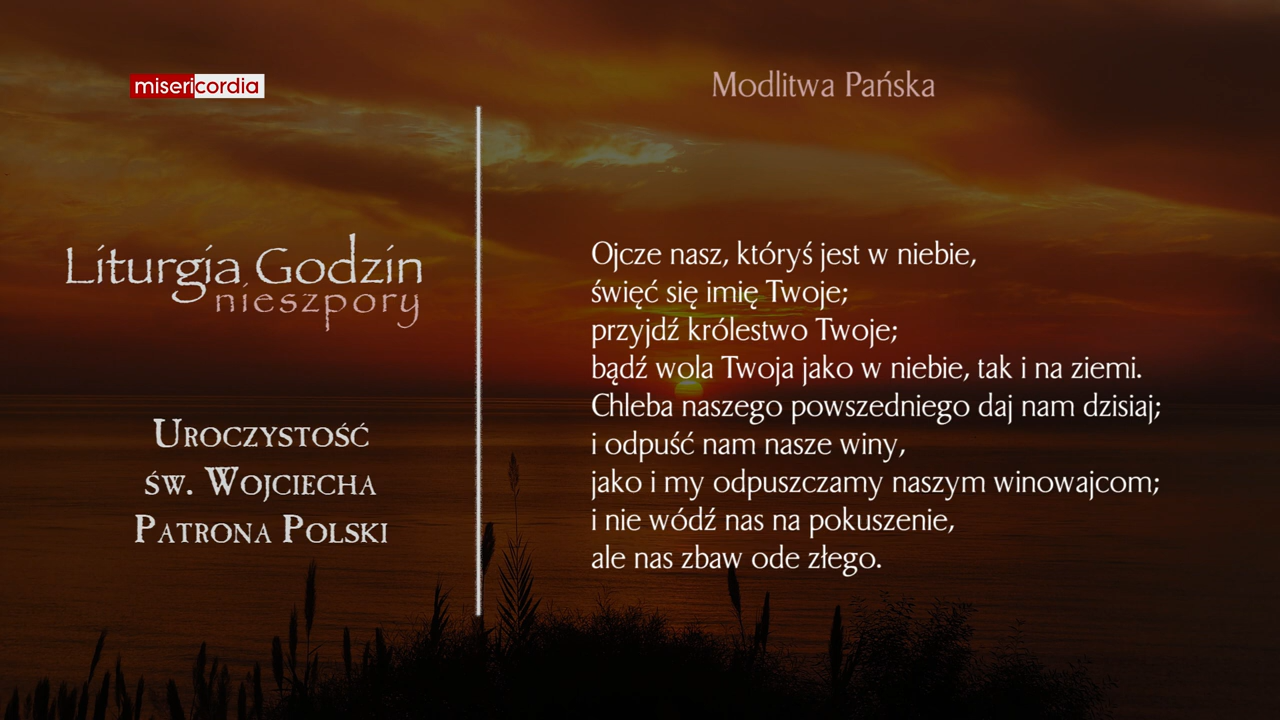 misericordia
Liturgia Godzin
nieszpory
Uroczystość
św. Wojciecha
Patrona Polski
Modlitwa Pańska
Ojcze nasz, któryś jest w niebie,
święć się imię Twoje;
przyjdź królestwo Twoje;
bądź wola Twoja jako w niebie, tak i na ziemi.
Chleba naszego powszedniego daj nam dzisiaj;
i odpuść nam nasze winy,
jako i my odpuszczamy naszym winowajcom;
i nie wódź nas na pokuszenie,
ale nas zbaw ode złego.